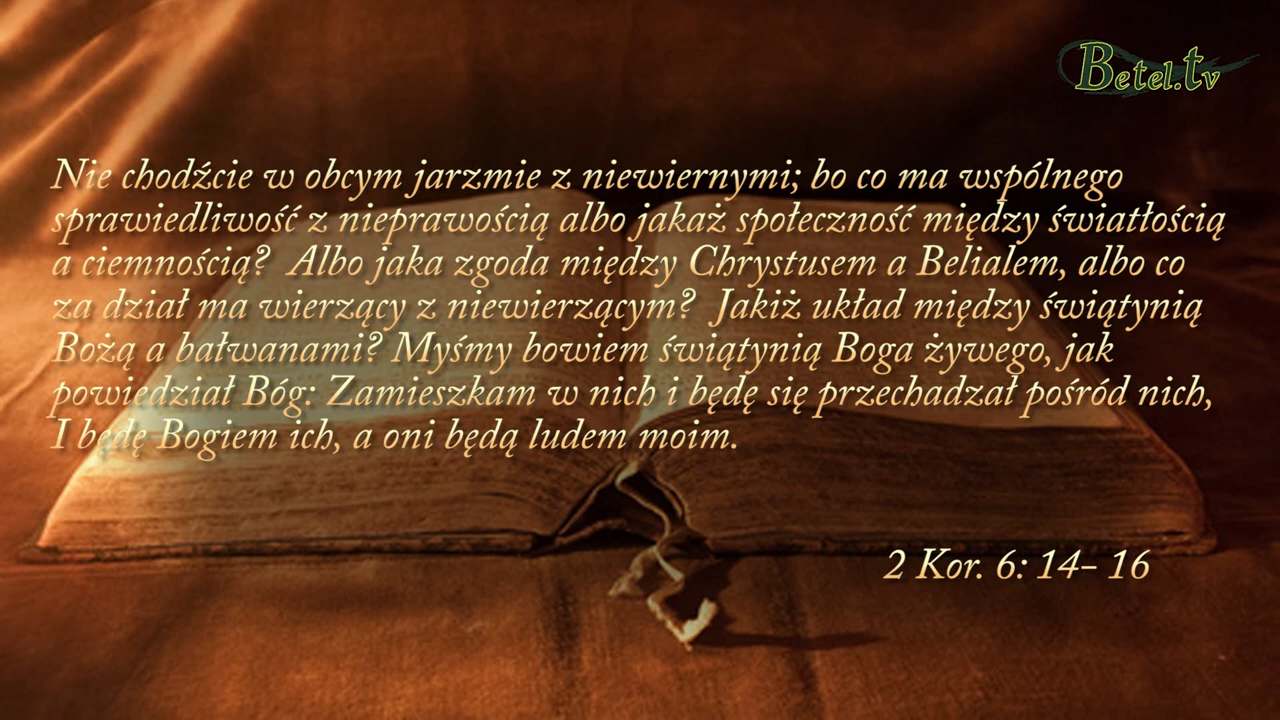 Betel.tv
Nie chodźcie w obcym jarzmie z niewiernymi; bo co ma wspólnego
sprawiedliwość z nieprawością albo jakaż społeczność między światłością
a ciemnością?  Albo jaka zgoda między Chrystusem a Belialem, albo co
za dział ma wierzący z niewierzącym?  Jakiż układ między świątynią
Bożą a bałwanami? Myśmy bowiem świątynią Boga żywego, jak
powiedział Bóg: Zamieszkam w nich i będę się przechadzał pośród nich,
I będę Bogiem ich, a oni będą ludem moim.
2 Kor. 6: 14- 16